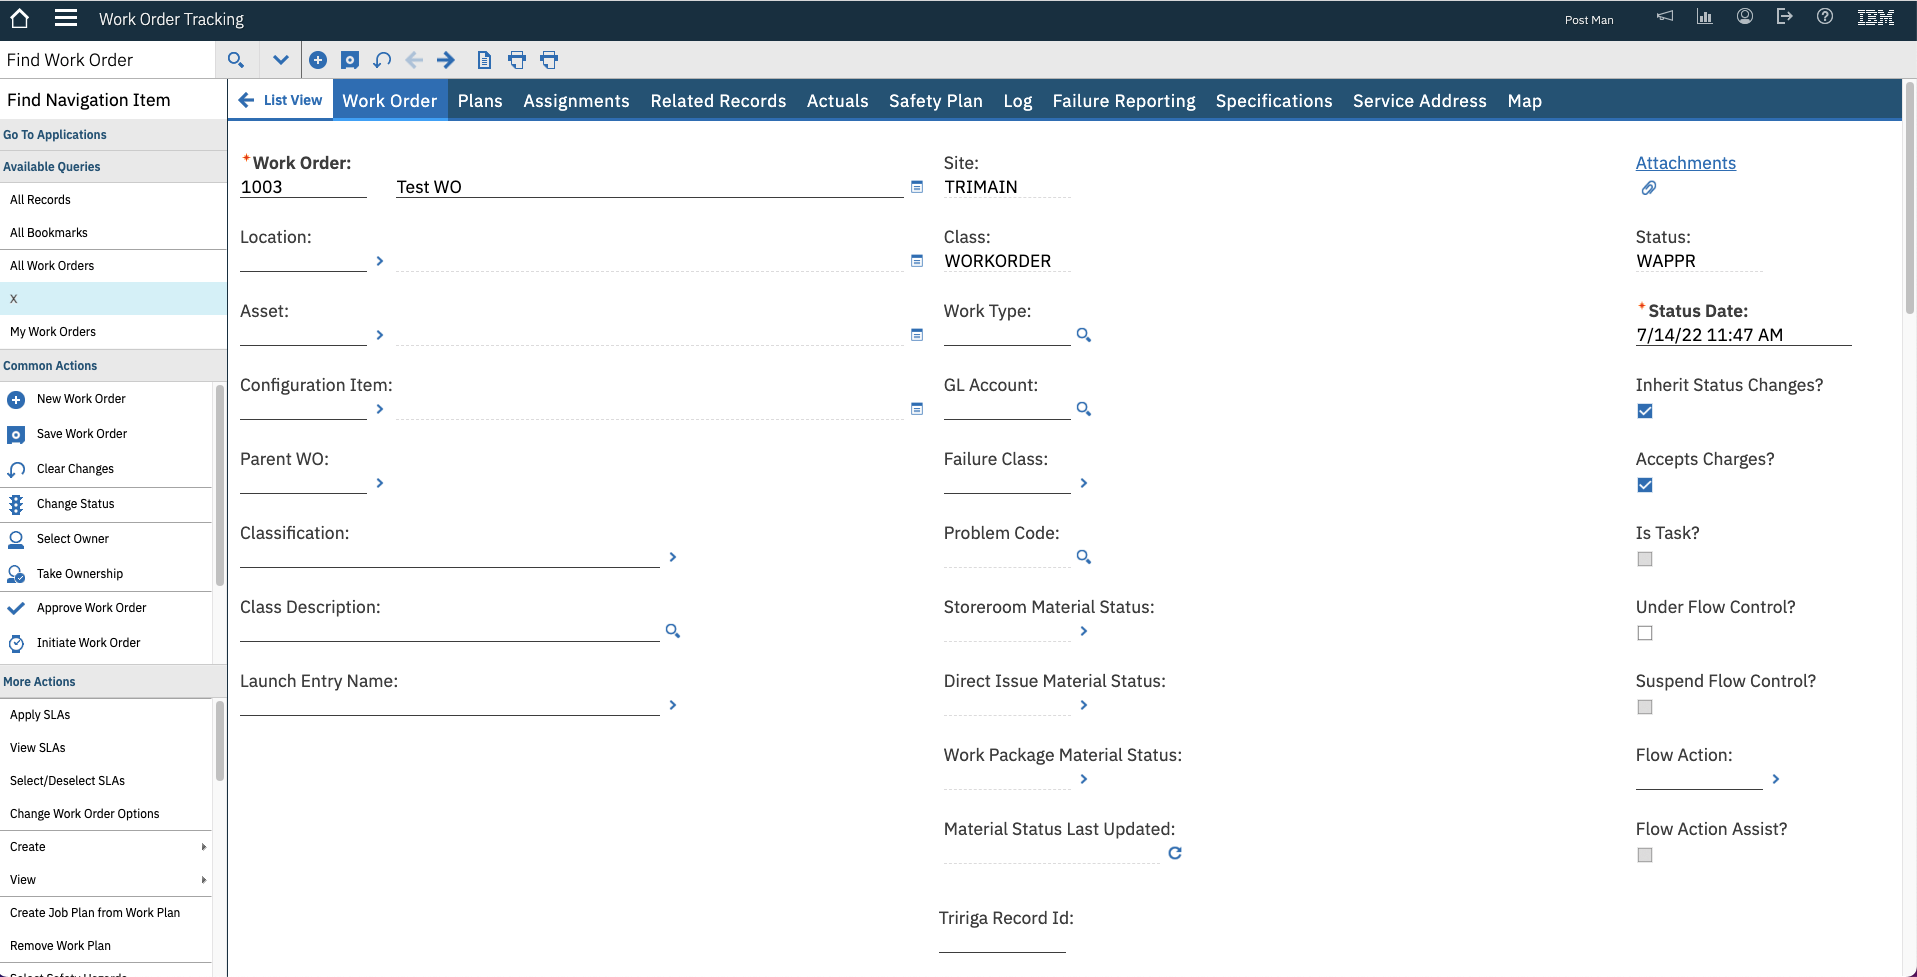 Work Order Tracking
Post Man
IBM
Find Work Order
Find Navigation Item
Go To Applications
Available Queries
All Records
All Bookmarks
All Work Orders
X
My Work Orders
Common Actions
New Work Order
Save Work Order
Clear Changes
Change Status
Select Owner
Take Ownership
Approve Work Order
Initiate Work Order
More Actions
Apply SLAs
View SLAs
Select/Deselect SLAs
Change Work Order Options
Create
View
Create Job Plan from Work Plan
Remove Work Plan
Select Safety Hazards
List View
Work Order
Plans
Assignments
Related Records
Actuals
Safety Plan
Log
Failure Reporting
Specifications
Service Address
Map
* Work Order:
1003
Test WO
Location:
Asset:
Configuration Item:
Parent WO:
Classification:
Class Description:
Launch Entry Name:
Site:
TRIMAIN
Class:
WORKORDER
Work Type:
GL Account:
Failure Class:
Problem Code:
Storeroom Material Status:
Direct Issue Material Status:
Work Package Material Status:
Material Status Last Updated:
Tririga Record Id:
Attachments
Status:
WAPPR
* Status Date:
7/14/22 11:47 AM
Inherit Status Changes?
Accepts Charges?
Is Task?
Under Flow Control?
Suspend Flow Control?
Flow Action:
Flow Action Assist?